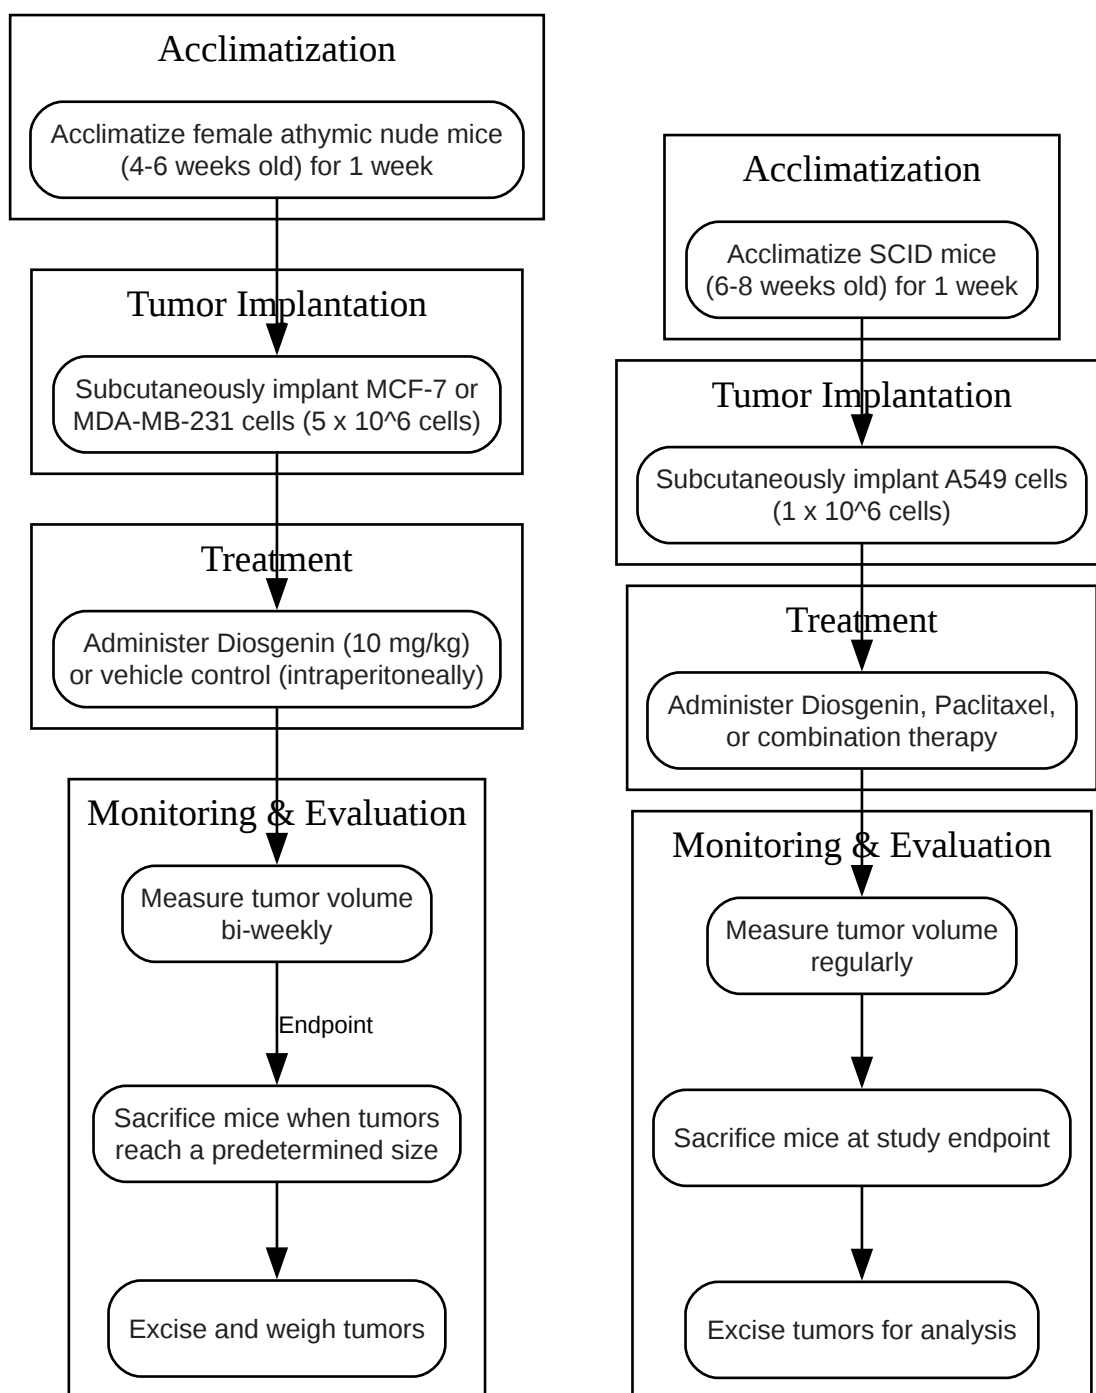 Acclimatization
Acclimatize female athymic nude mice
(4-6 weeks old) for 1 week
Tumor Implantation
Subcutaneously implant MCF-7 or
MDA-MB-231 cells (5 x 10^6 cells)
Treatment
Administer Diosgenin (10 mg/kg)
or vehicle control (intraperitoneally)
Monitoring & Evaluation
Measure tumor volume
bi-weekly
Endpoint
Sacrifice mice when tumors
reach a predetermined size
Excise and weigh tumors
Acclimatization
Acclimatize SCID mice
(6-8 weeks old) for 1 week
Tumor Implantation
Subcutaneously implant A549 cells
(1 x 10^6 cells)
Treatment
Administer Diosgenin, Paclitaxel,
or combination therapy
Monitoring & Evaluation
Measure tumor volume
regularly
Sacrifice mice at study endpoint
Excise tumors for analysis